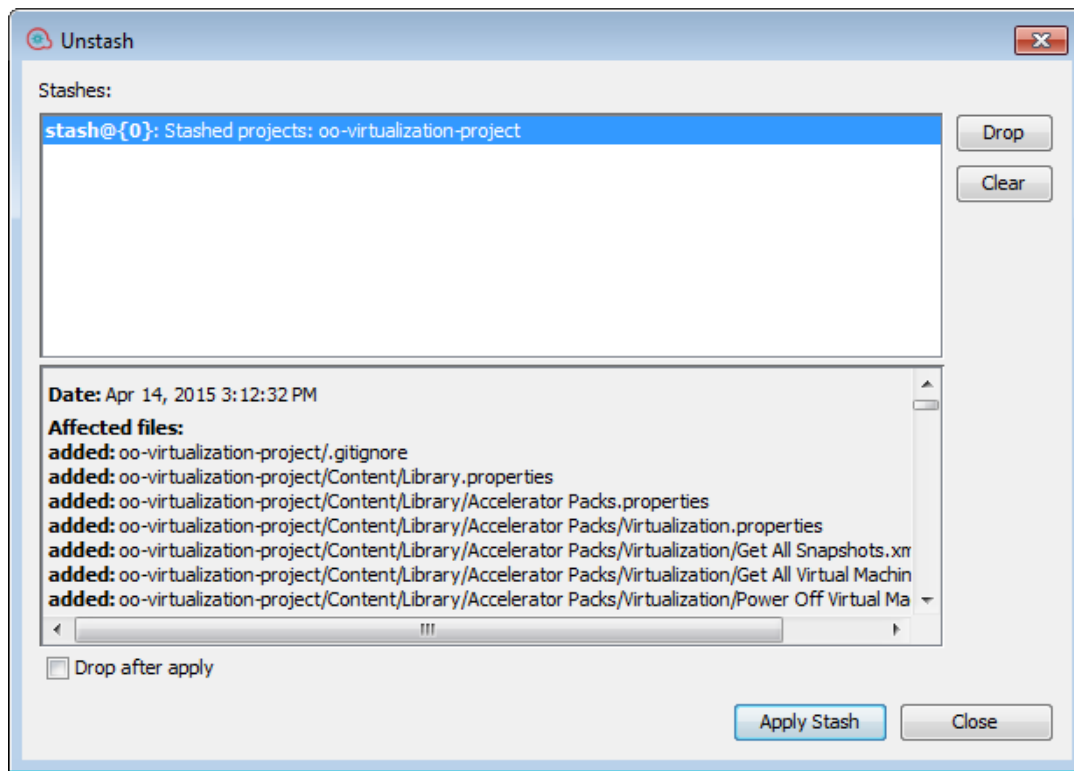 Unstash
Stashes:
stash@{0}: Stashed projects: oo-virtualization-project
Drop
Clear
Date: Apr 14, 2015 3:12:32 PM
Affected files:
added: oo-virtualization-project/.gitignore
added: oo-virtualization-project/Content/Library.properties
added: oo-virtualization-project/Content/Library/Accelerator Packs.properties
added: oo-virtualization-project/Content/Library/Accelerator Packs/Virtualization.properties
added: oo-virtualization-project/Content/Library/Accelerator Packs/Virtualization/Get All Snapshots.xm
added: oo-virtualization-project/Content/Library/Accelerator Packs/Virtualization/Get All Virtual Machin
added: oo-virtualization-project/Content/Library/Accelerator Packs/Virtualization/Power Off Virtual Ma
Drop after apply
Apply Stash
Close